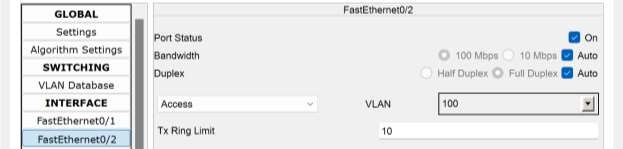 GLOBAL
Settings
Algorithm Settings
SWITCHING
VLAN Database
INTERFACE
FastEthernet0/1
FastEthernet0/2
FastEthernet0/2
Port Status On
Bandwidth 100 Mbps 10 Mbps Auto
Duplex Half Duplex Full Duplex Auto
Access VLAN 100
Tx Ring Limit 10